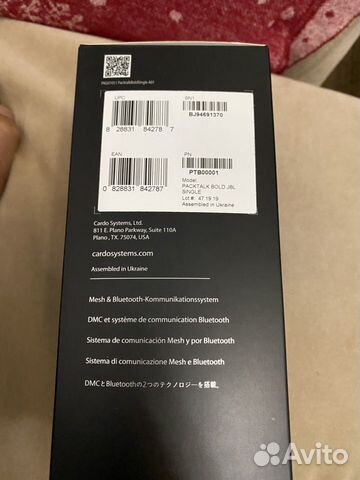 UPC
8 28831 84278 7
SN1
BJ94691370
EAN
0 828831 842787
PN
PTB00001
Model:
PACKTALK BOLD JBL
SINGLE
Lot #: 47 19 19
Assembled in Ukraine
Cardo Systems, Ltd.
811 E. Plano Parkway, Suite 110A
Plano, TX. 75074, USA
cardosystems.com
Assembled in Ukraine
Mesh & Bluetooth-Kommunikationssystem
DMC et système de communication Bluetooth
Sistema de comunicación Mesh y por Bluetooth
Sistema di comunicazione Mesh e Bluetooth
DMCとBluetoothの2つのテクノロジーを搭載。
Avito